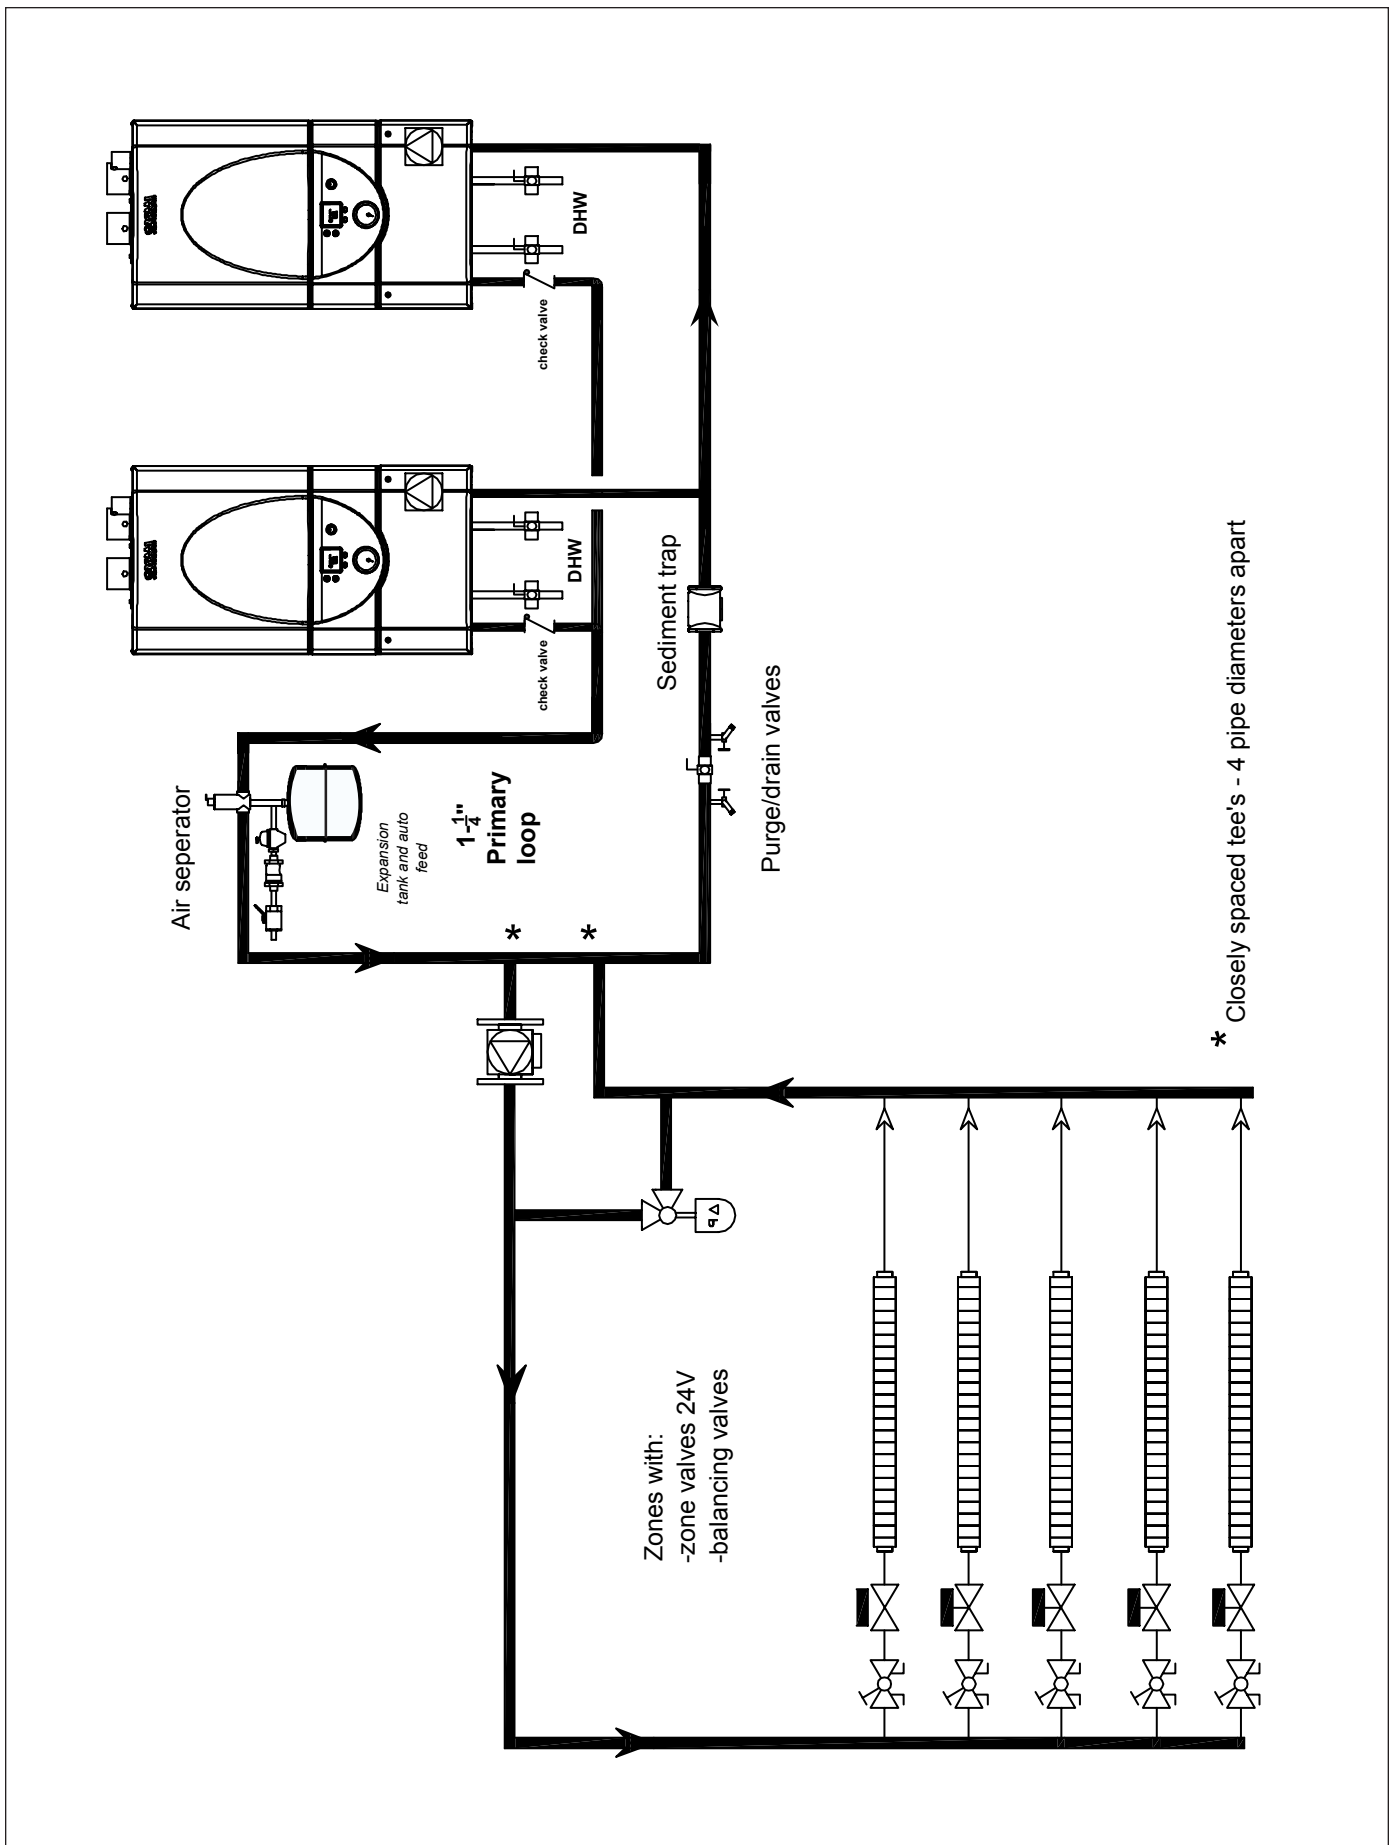 DHW
check valve
DHW
check valve
Sediment trap
Purge/drain valves
Air seperator
Expansion
tank and auto
feed
1-1/4"
Primary
loop
*
*
* Closely spaced tee's - 4 pipe diameters apart
ΔP
Zones with:
-zone valves 24V
-balancing valves